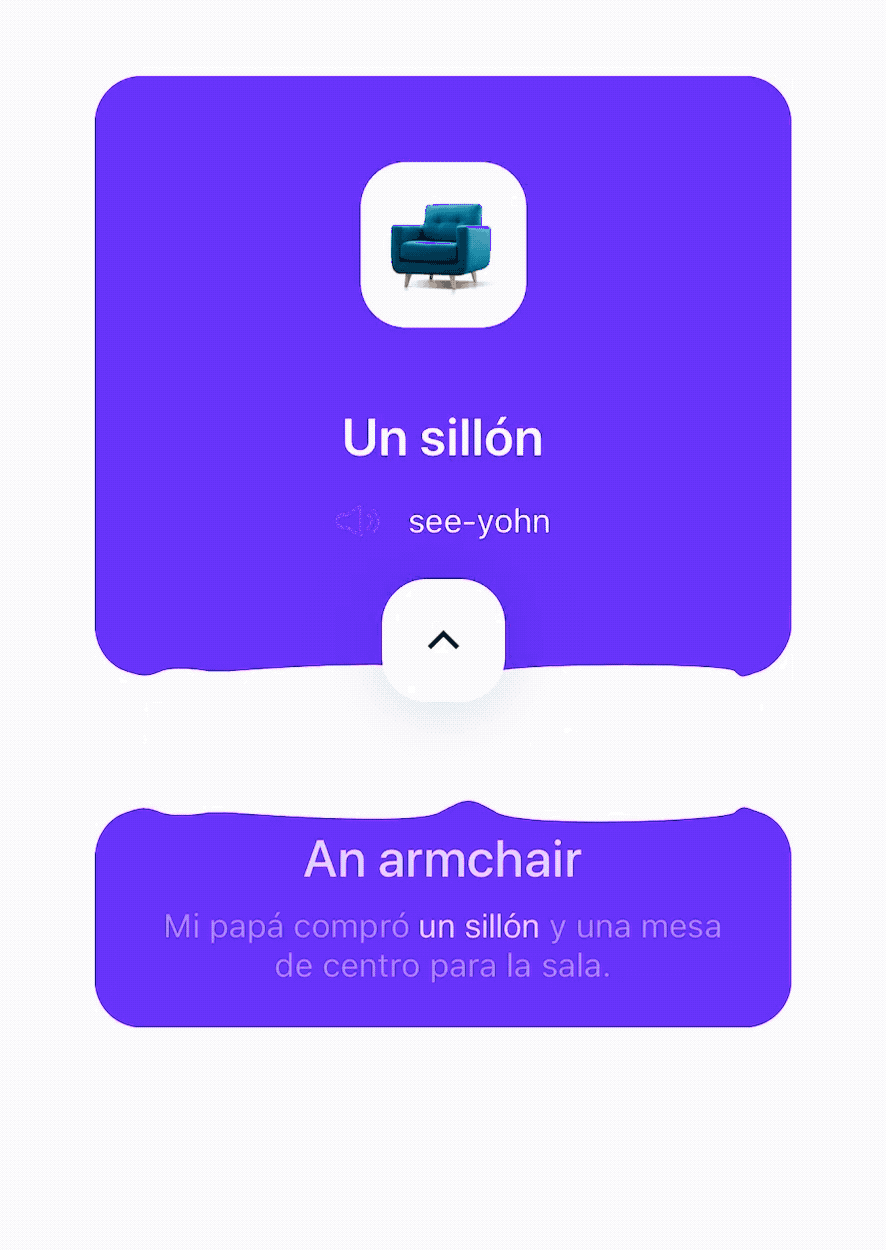 Un sillón
see-yohn
An armchair
Mi papá compró un sillón y una mesa
de centro para la sala.